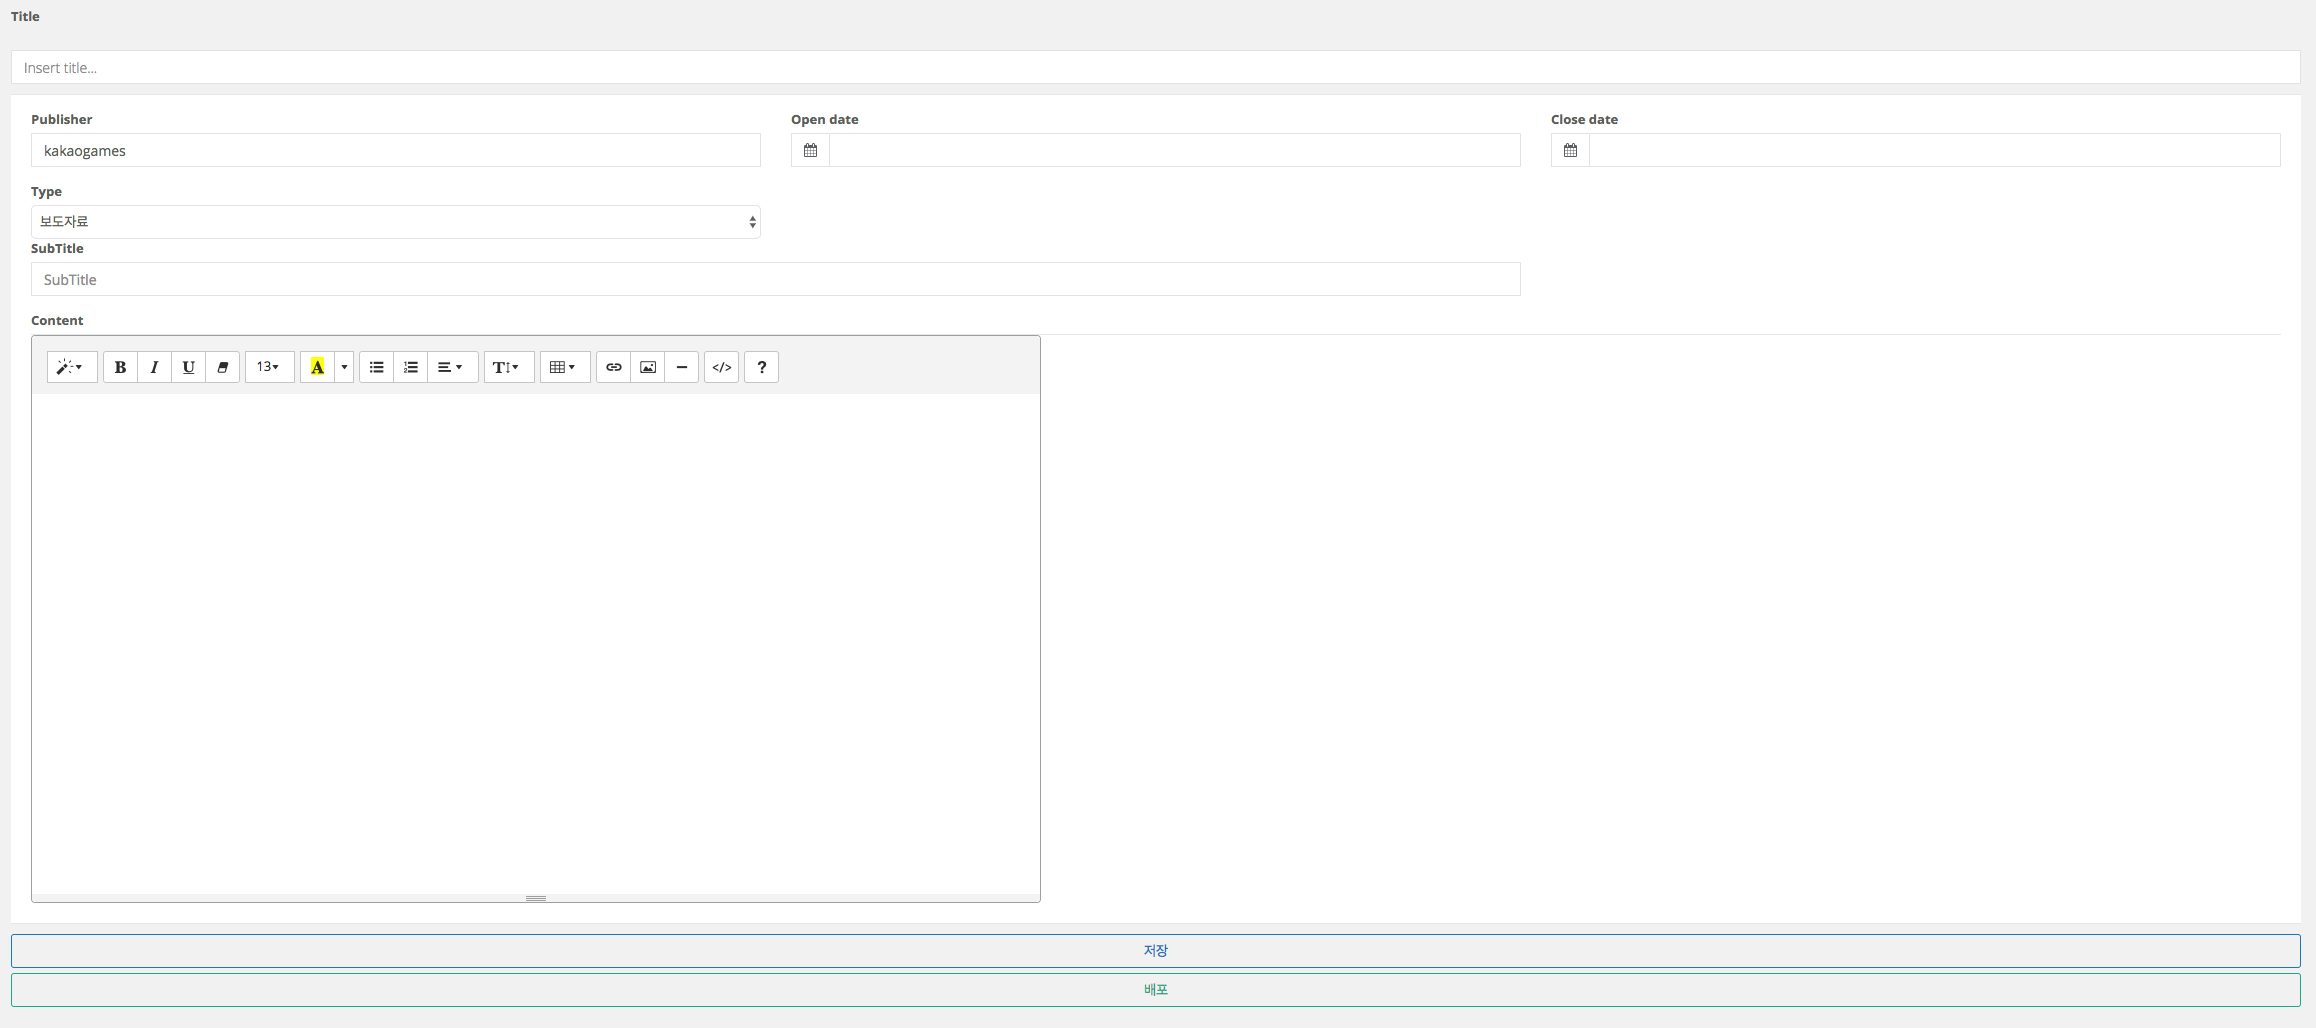 Title
Insert title...
Publisher Open date Close date
kakaogames
Type
보도자료
SubTitle
SubTitle
Content
B I U 13 A T </> ?
저장
배포